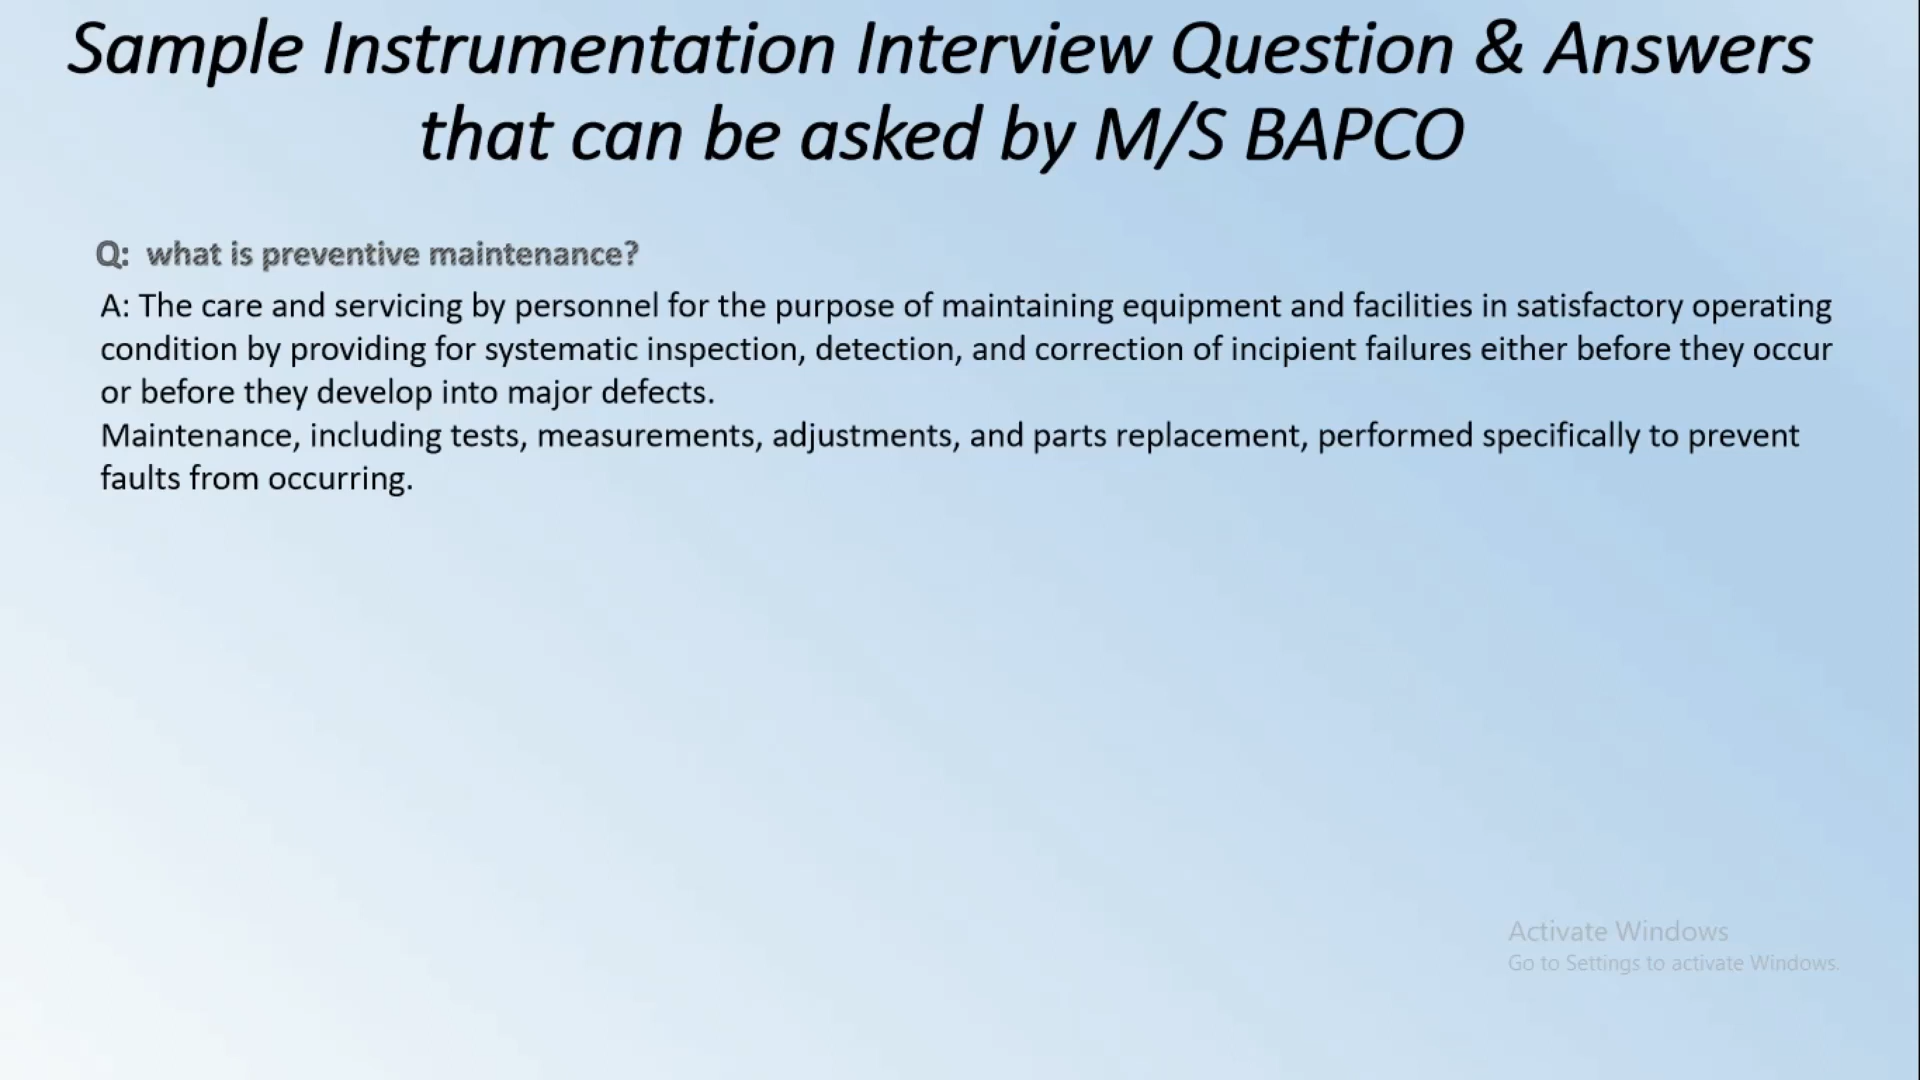 Sample Instrumentation Interview Question & Answers
that can be asked by M/S BAPCO
Q:  what is preventive maintenance?
A: The care and servicing by personnel for the purpose of maintaining equipment and facilities in satisfactory operating
condition by providing for systematic inspection, detection, and correction of incipient failures either before they occur
or before they develop into major defects.
Maintenance, including tests, measurements, adjustments, and parts replacement, performed specifically to prevent
faults from occurring.
Activate Windows
Go to Settings to activate Windows.